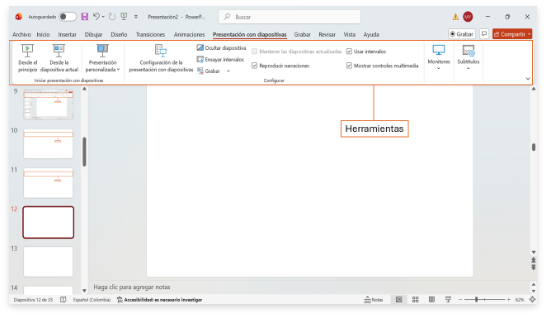 Autoguardado
Presentación2 - PowerP...
Buscar
MY
Archivo Inicio Insertar Dibujar Diseño Transiciones Animaciones Presentación con diapositivas Grabar Revisar Vista Ayuda
Grabar
Compartir
Desde el principio
Desde la diapositiva actual
Presentación personalizada
Configuración de la presentación con diapositivas
Ocultar diapositiva
Ensayar intervalos
Grabar
Mantener las diapositivas actualizadas
Reproducir narraciones
Usar intervalos
Mostrar controles multimedia
Monitores
Subtítulos
Iniciar presentación con diapositivas
Configurar
Herramientas
9
10
11
12
13
14
Haga clic para agregar notas
Diapositiva 12 de 35
Español (Colombia)
Accesibilidad: es necesario investigar
Notas
62%